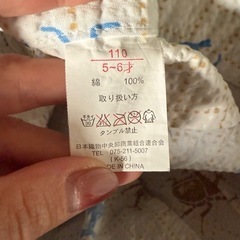 110
5~6才
綿 100%
取り扱い方
タンブル禁止
日本織物中央卸商業組合連合会
TEL 075-211-5007
(K-56)
MADE IN CHINA